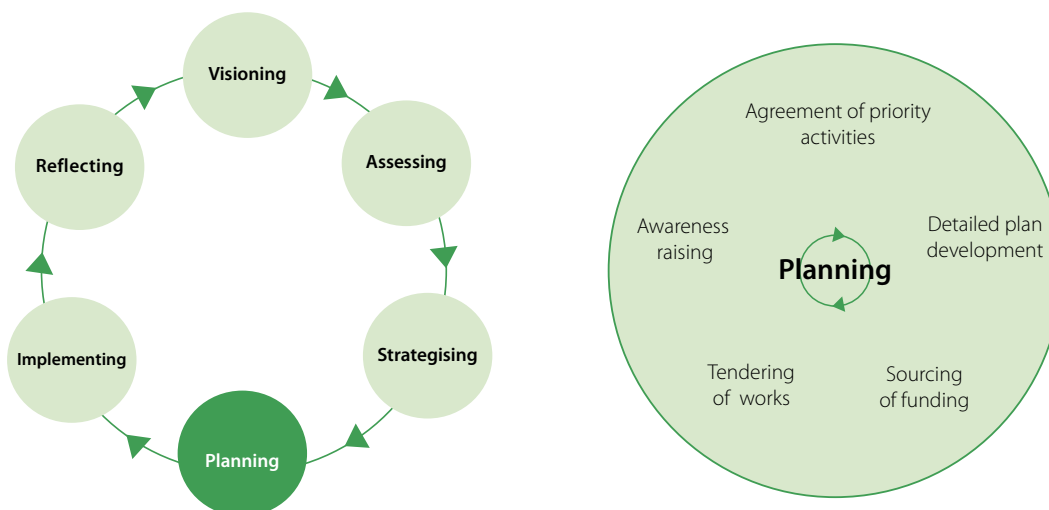 Visioning
Assessing
Strategising
Planning
Implementing
Reflecting
Agreement of priority
activities
Detailed plan
development
Sourcing
of funding
Tendering
of works
Awareness
raising
Planning